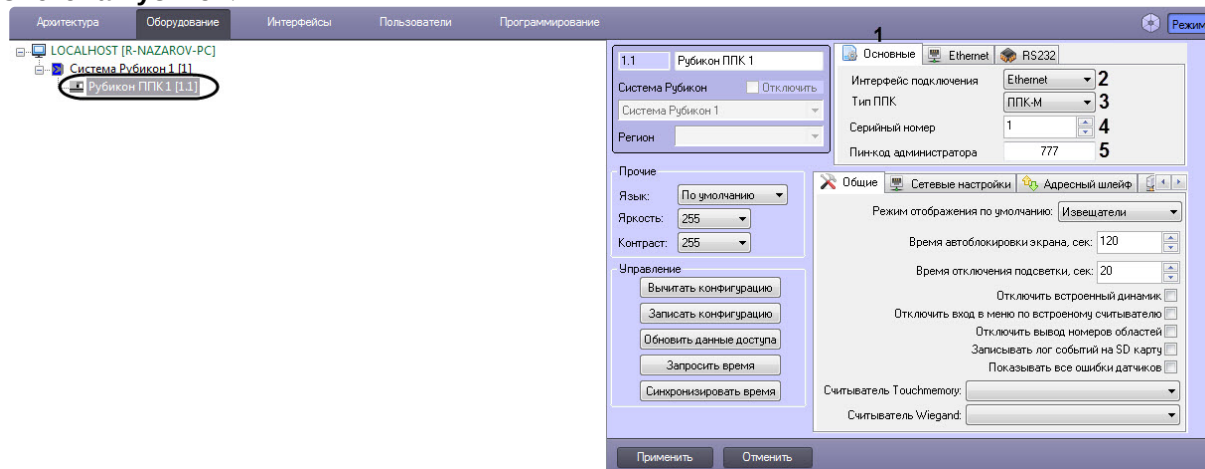 Архитектура Оборудование Интерфейсы Пользователи Программирование Режим
LOCALHOST [R-NAZAROV-PC]
Система Рубикон 1 [1]
Рубикон ППК 1 [1.1]
1.1 Рубикон ППК 1
Система Рубикон Отключить
Система Рубикон 1
Регион
1
Основные Ethernet RS232
Интерфейс подключения Ethernet 2
Тип ППК ППК-М 3
Серийный номер 1 4
Пин-код администратора 777 5
Прочие
Язык: По умолчанию
Яркость: 255
Контраст: 255
Управление
Вычитать конфигурацию
Записать конфигурацию
Обновить данные доступа
Запросить время
Синхронизировать время
Общие Сетевые настройки Адресный шлейф
Режим отображения по умолчанию: Извещатели
Время автоблокировки экрана, сек: 120
Время отключения подсветки, сек: 20
Отключить встроенный динамик
Отключить вход в меню по встроеному считывателю
Отключить вывод номеров областей
Записывать лог событий на SD карту
Показывать все ошибки датчиков
Считыватель Touchmemory:
Считыватель Wiegand:
Применить Отменить